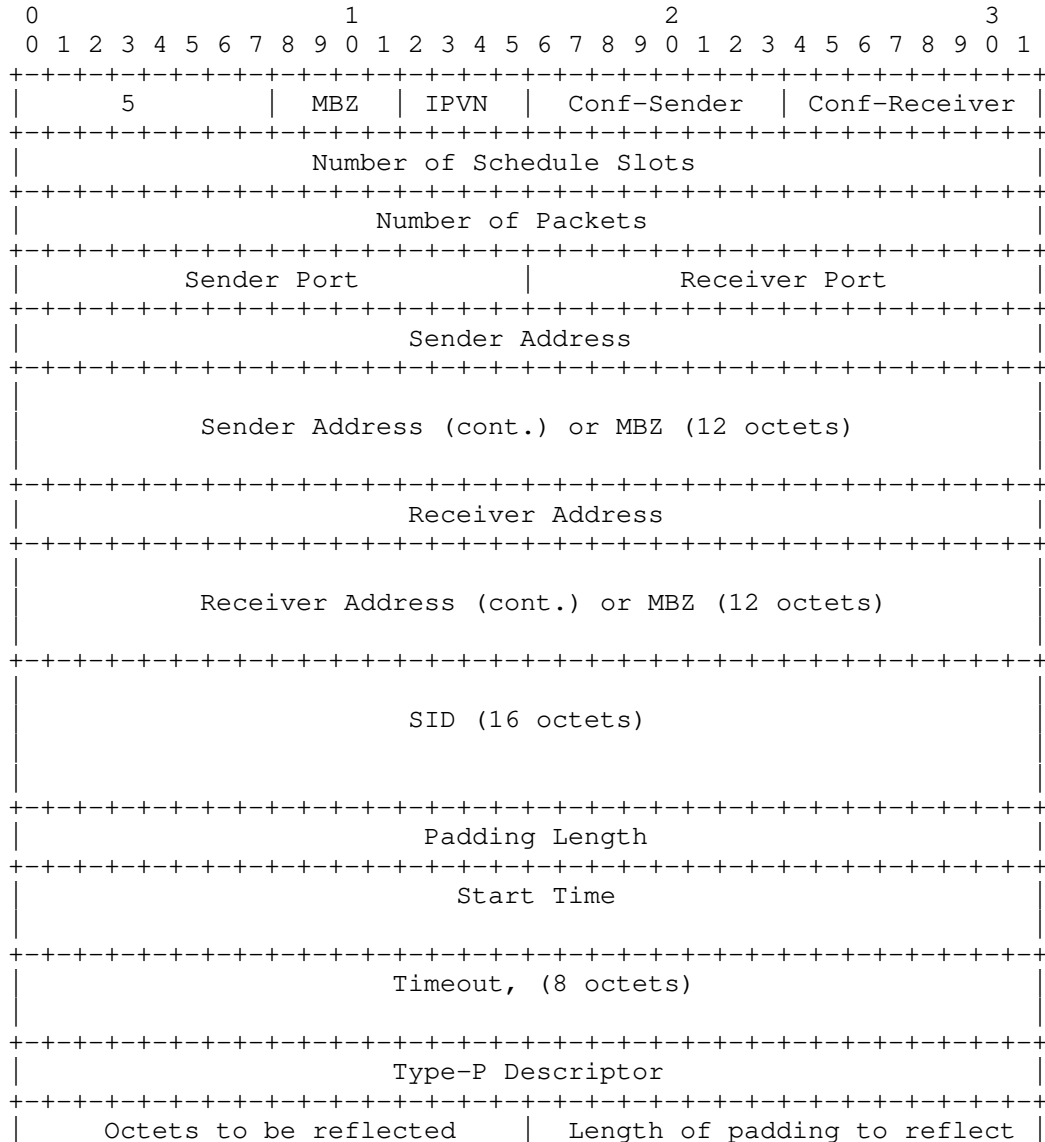 0                   1                   2                   3
0 1 2 3 4 5 6 7 8 9 0 1 2 3 4 5 6 7 8 9 0 1 2 3 4 5 6 7 8 9 0 1
+-+-+-+-+-+-+-+-+-+-+-+-+-+-+-+-+-+-+-+-+-+-+-+-+-+-+-+-+-+-+-+-+
|      5        |  MBZ  | IPVN  |  Conf-Sender  | Conf-Receiver |
+-+-+-+-+-+-+-+-+-+-+-+-+-+-+-+-+-+-+-+-+-+-+-+-+-+-+-+-+-+-+-+-+
|                  Number of Schedule Slots                     |
+-+-+-+-+-+-+-+-+-+-+-+-+-+-+-+-+-+-+-+-+-+-+-+-+-+-+-+-+-+-+-+-+
|                      Number of Packets                        |
+-+-+-+-+-+-+-+-+-+-+-+-+-+-+-+-+-+-+-+-+-+-+-+-+-+-+-+-+-+-+-+-+
|          Sender Port          |         Receiver Port         |
+-+-+-+-+-+-+-+-+-+-+-+-+-+-+-+-+-+-+-+-+-+-+-+-+-+-+-+-+-+-+-+-+
|                        Sender Address                         |
+-+-+-+-+-+-+-+-+-+-+-+-+-+-+-+-+-+-+-+-+-+-+-+-+-+-+-+-+-+-+-+-+
|                                                               |
|           Sender Address (cont.) or MBZ (12 octets)           |
|                                                               |
+-+-+-+-+-+-+-+-+-+-+-+-+-+-+-+-+-+-+-+-+-+-+-+-+-+-+-+-+-+-+-+-+
|                        Receiver Address                       |
+-+-+-+-+-+-+-+-+-+-+-+-+-+-+-+-+-+-+-+-+-+-+-+-+-+-+-+-+-+-+-+-+
|                                                               |
|           Receiver Address (cont.) or MBZ (12 octets)         |
|                                                               |
+-+-+-+-+-+-+-+-+-+-+-+-+-+-+-+-+-+-+-+-+-+-+-+-+-+-+-+-+-+-+-+-+
|                                                               |
|                        SID (16 octets)                        |
|                                                               |
|                                                               |
+-+-+-+-+-+-+-+-+-+-+-+-+-+-+-+-+-+-+-+-+-+-+-+-+-+-+-+-+-+-+-+-+
|                         Padding Length                        |
+-+-+-+-+-+-+-+-+-+-+-+-+-+-+-+-+-+-+-+-+-+-+-+-+-+-+-+-+-+-+-+-+
|                           Start Time                          |
|                                                               |
+-+-+-+-+-+-+-+-+-+-+-+-+-+-+-+-+-+-+-+-+-+-+-+-+-+-+-+-+-+-+-+-+
|                       Timeout, (8 octets)                     |
|                                                               |
+-+-+-+-+-+-+-+-+-+-+-+-+-+-+-+-+-+-+-+-+-+-+-+-+-+-+-+-+-+-+-+-+
|                       Type-P Descriptor                       |
+-+-+-+-+-+-+-+-+-+-+-+-+-+-+-+-+-+-+-+-+-+-+-+-+-+-+-+-+-+-+-+-+
|     Octets to be reflected    |  Length of padding to reflect |